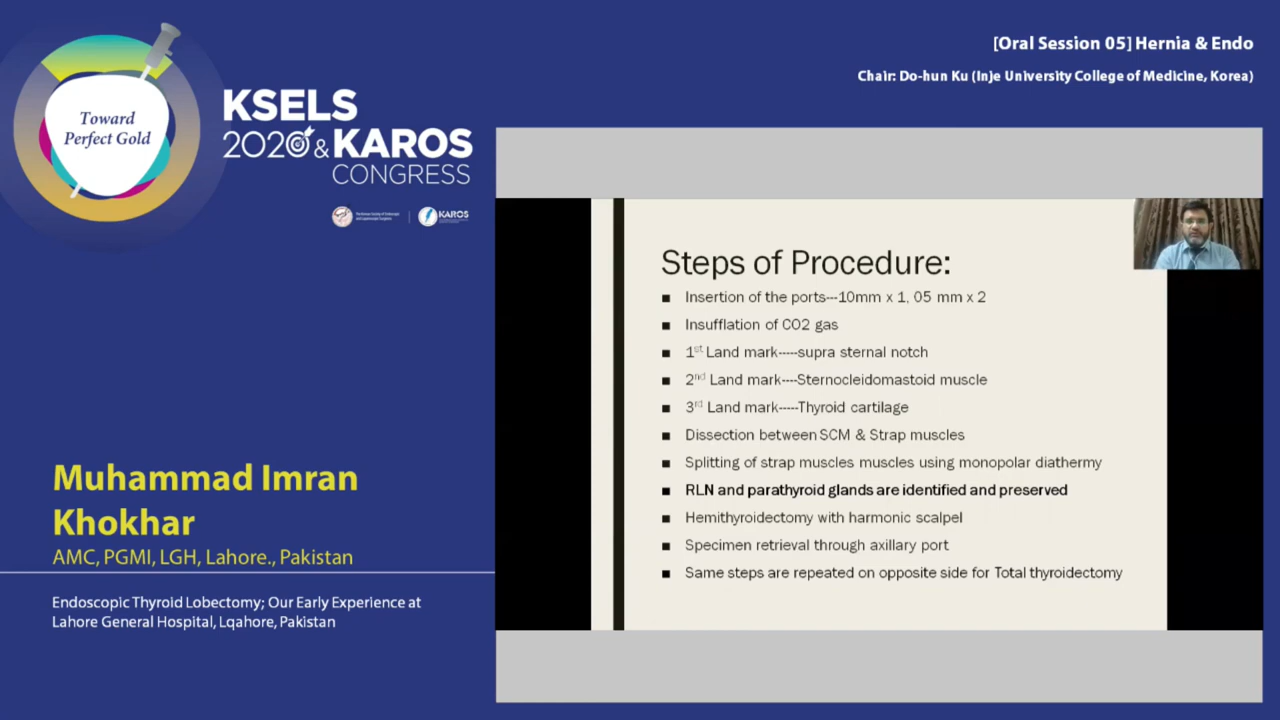 [Oral Session 05] Hernia & Endo
Chair: Do-hun Ku (Inje University College of Medicine, Korea)
Toward
Perfect Gold
KSELS
2020 & KAROS
CONGRESS
KAROS
Steps of Procedure:
■ Insertion of the ports---10mm x 1, 05 mm x 2
■ Insufflation of CO2 gas
■ 1st Land mark-----supra sternal notch
■ 2nd Land mark----Sternocleidomastoid muscle
■ 3rd Land mark-----Thyroid cartilage
■ Dissection between SCM & Strap muscles
■ Splitting of strap muscles muscles using monopolar diathermy
■ RLN and parathyroid glands are identified and preserved
■ Hemithyroidectomy with harmonic scalpel
■ Specimen retrieval through axillary port
■ Same steps are repeated on opposite side for Total thyroidectomy
Muhammad Imran
Khokhar
AMC, PGMI, LGH, Lahore., Pakistan
Endoscopic Thyroid Lobectomy; Our Early Experience at
Lahore General Hospital, Lqahore, Pakistan